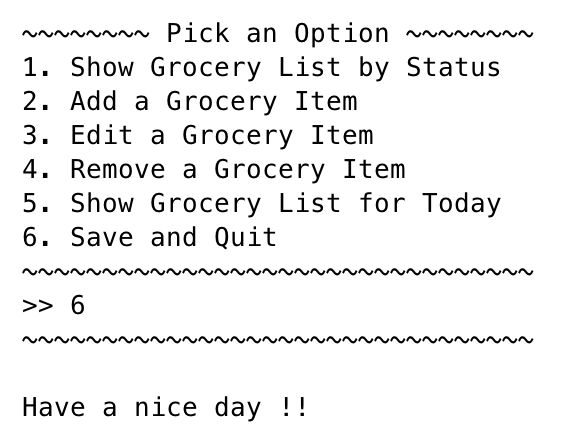 ~~~~~~~~ Pick an Option ~~~~~~~~
1. Show Grocery List by Status
2. Add a Grocery Item
3. Edit a Grocery Item
4. Remove a Grocery Item
5. Show Grocery List for Today
6. Save and Quit
~~~~~~~~~~~~~~~~~~~~~~~~~~~~~~~~
>> 6
~~~~~~~~~~~~~~~~~~~~~~~~~~~~~~~~
Have a nice day !!